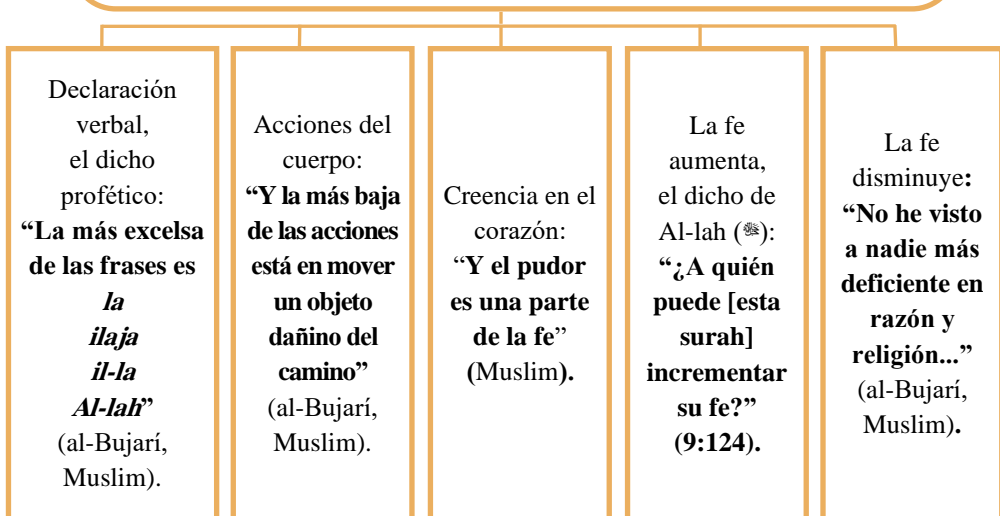 Declaración
verbal,
el dicho
profético:
“La más excelsa
de las frases es
la
ilaja
il-la
Al-lah”
(al-Bujarí,
Muslim).
Acciones del
cuerpo:
“Y la más baja
de las acciones
está en mover
un objeto
dañino del
camino”
(al-Bujarí,
Muslim).
Creencia en el
corazón:
“Y el pudor
es una parte
de la fe”
(Muslim).
La fe
aumenta,
el dicho de
Al-lah (ﷻ):
“¿A quién
puede [esta
surah]
incrementar
su fe?”
(9:124).
La fe
disminuye:
“No he visto
a nadie más
deficiente en
razón y
religión...”
(al-Bujarí,
Muslim).